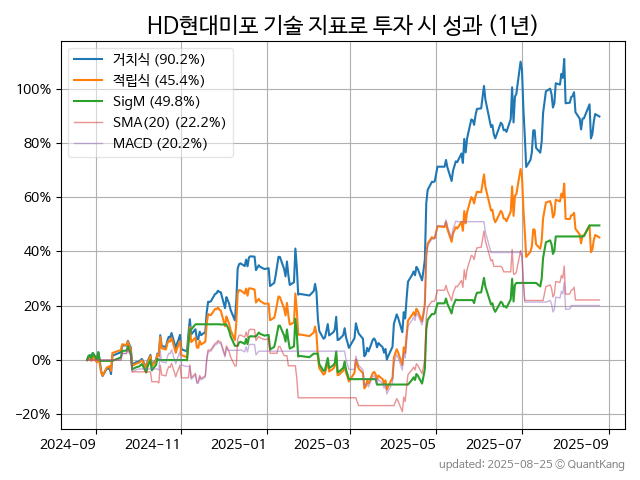 HD현대미포 기술 지표로 투자 시 성과 (1년)
거치식 (90.2%)
적립식 (45.4%)
SigM (49.8%)
SMA(20) (22.2%)
MACD (20.2%)
100%
80%
60%
40%
20%
0%
−20%
2024−09 2024−11 2025−01 2025−03 2025−05 2025−07 2025−09
updated: 2025−08−25 ⓒ QuantKang